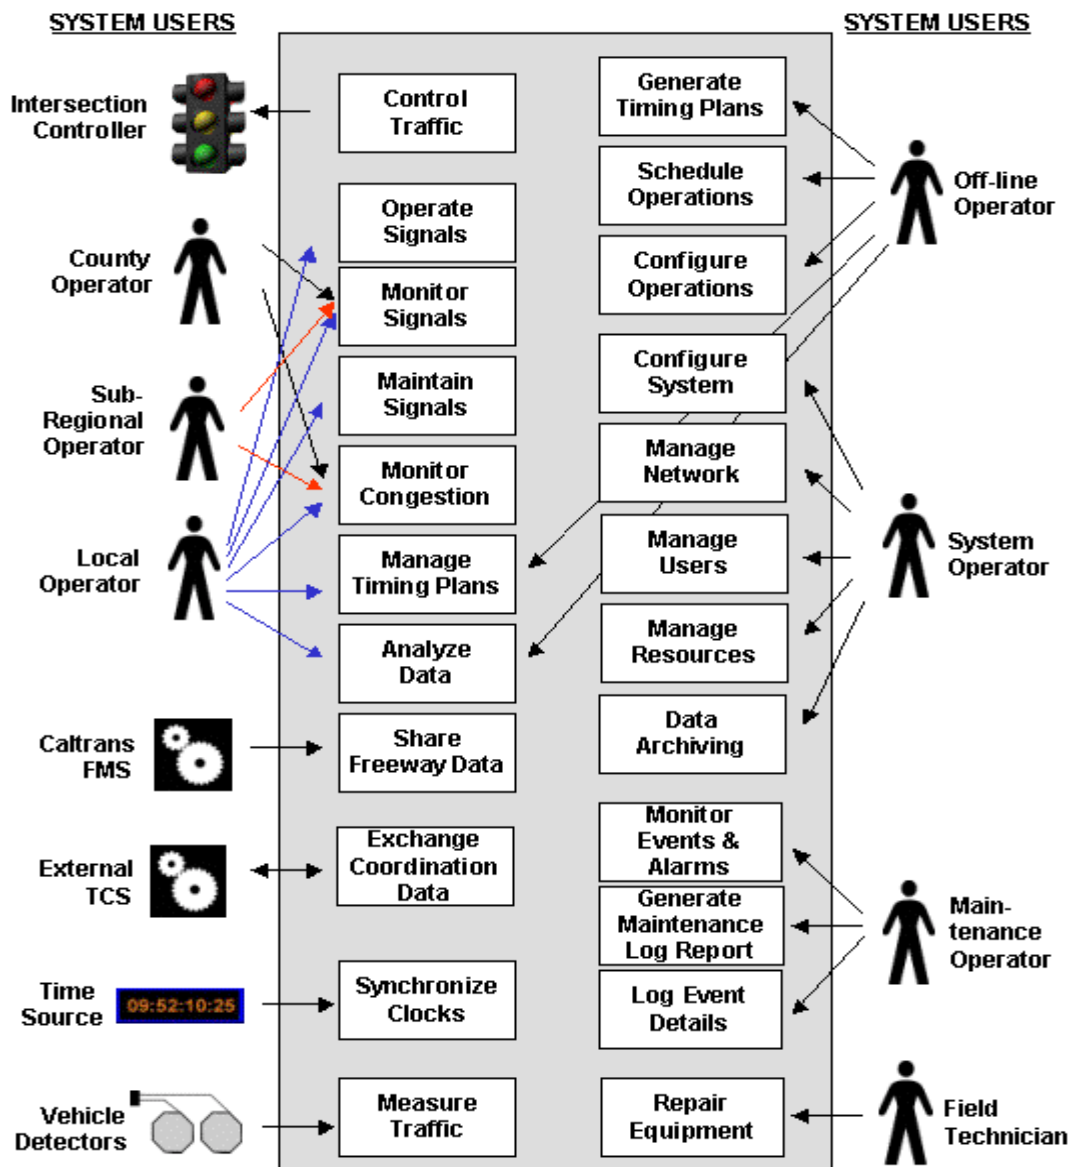 SYSTEM USERS
Intersection
Controller
County
Operator
Sub-
Regional
Operator
Local
Operator
Caltrans
FMS
External
TCS
Time
Source
09:52:10:25
Vehicle
Detectors
Control
Traffic
Operate
Signals
Monitor
Signals
Maintain
Signals
Monitor
Congestion
Manage
Timing Plans
Analyze
Data
Share
Freeway Data
Exchange
Coordination
Data
Synchronize
Clocks
Measure
Traffic
Generate
Timing Plans
Schedule
Operations
Configure
Operations
Configure
System
Manage
Network
Manage
Users
Manage
Resources
Data
Archiving
Monitor
Events &
Alarms
Generate
Maintenance
Log Report
Log Event
Details
Repair
Equipment
SYSTEM USERS
Off-line
Operator
System
Operator
Main-
tenance
Operator
Field
Technician